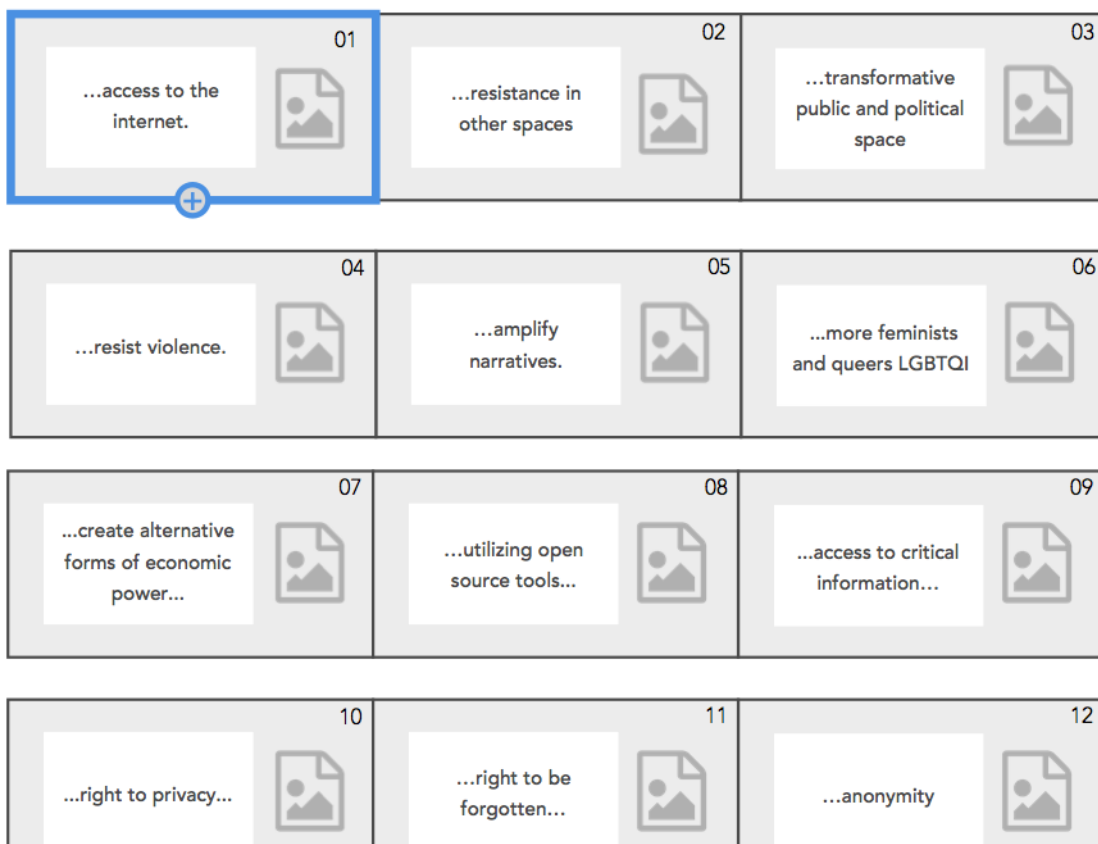 01
…access to the
internet.
02
…resistance in
other spaces
03
…transformative
public and political
space
04
…resist violence.
05
…amplify
narratives.
06
...more feminists
and queers LGBTQI
07
...create alternative
forms of economic
power...
08
…utilizing open
source tools...
09
...access to critical
information…
10
...right to privacy...
11
…right to be
forgotten…
12
…anonymity